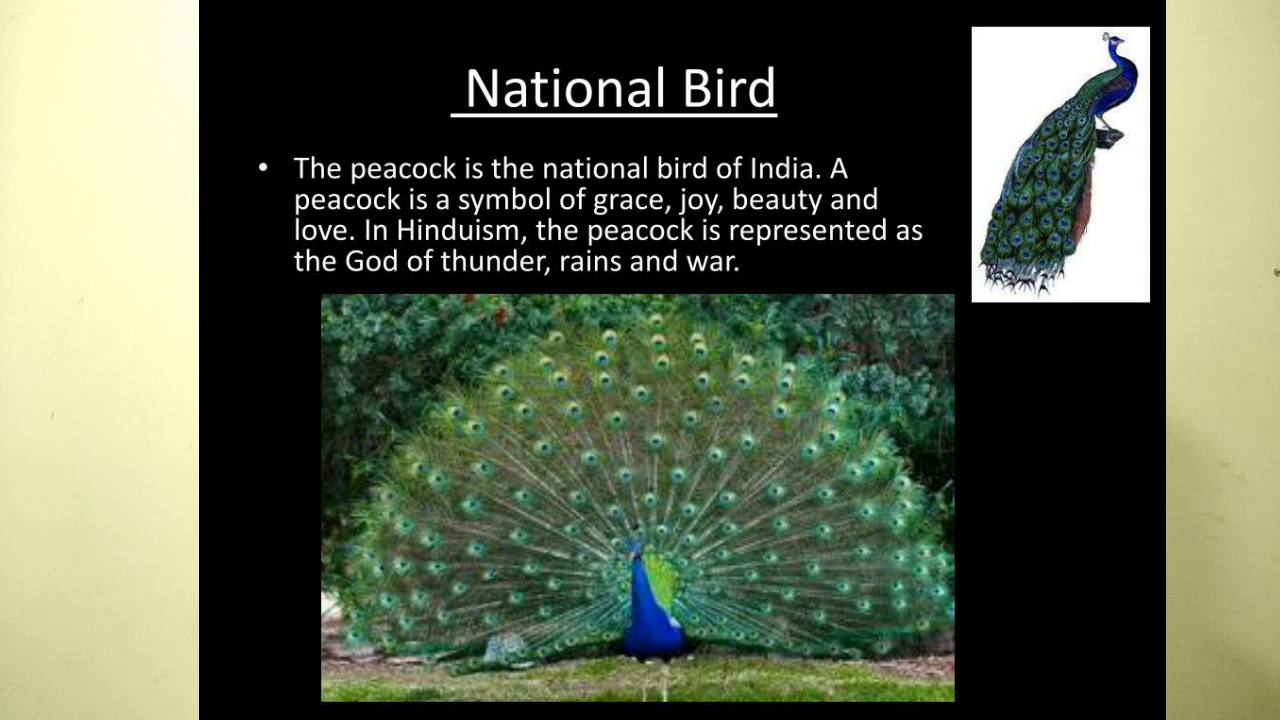 National Bird
• The peacock is the national bird of India. A
peacock is a symbol of grace, joy, beauty and
love. In Hinduism, the peacock is represented as
the God of thunder, rains and war.